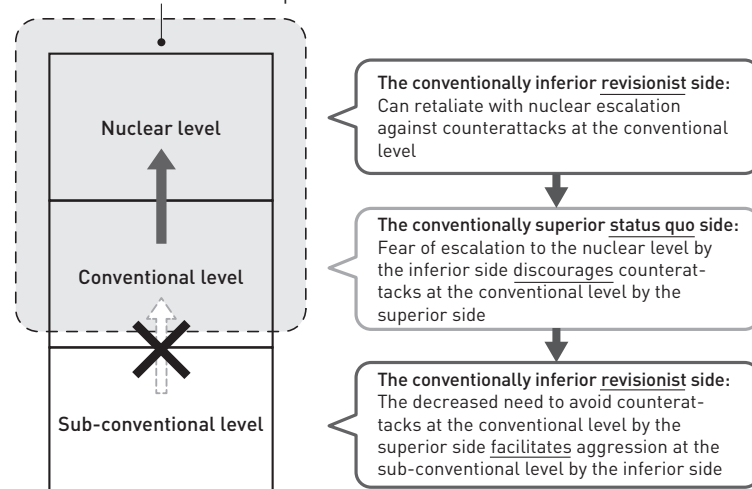 Nuclear level
Conventional level
Sub-conventional level
The conventionally inferior revisionist side:
Can retaliate with nuclear escalation
against counterattacks at the conventional
level
The conventionally superior status quo side:
Fear of escalation to the nuclear level by
the inferior side discourages counterat-
tacks at the conventional level by the
superior side
The conventionally inferior revisionist side:
The decreased need to avoid counterat-
tacks at the conventional level by the
superior side facilitates aggression at the
sub-conventional level by the inferior side